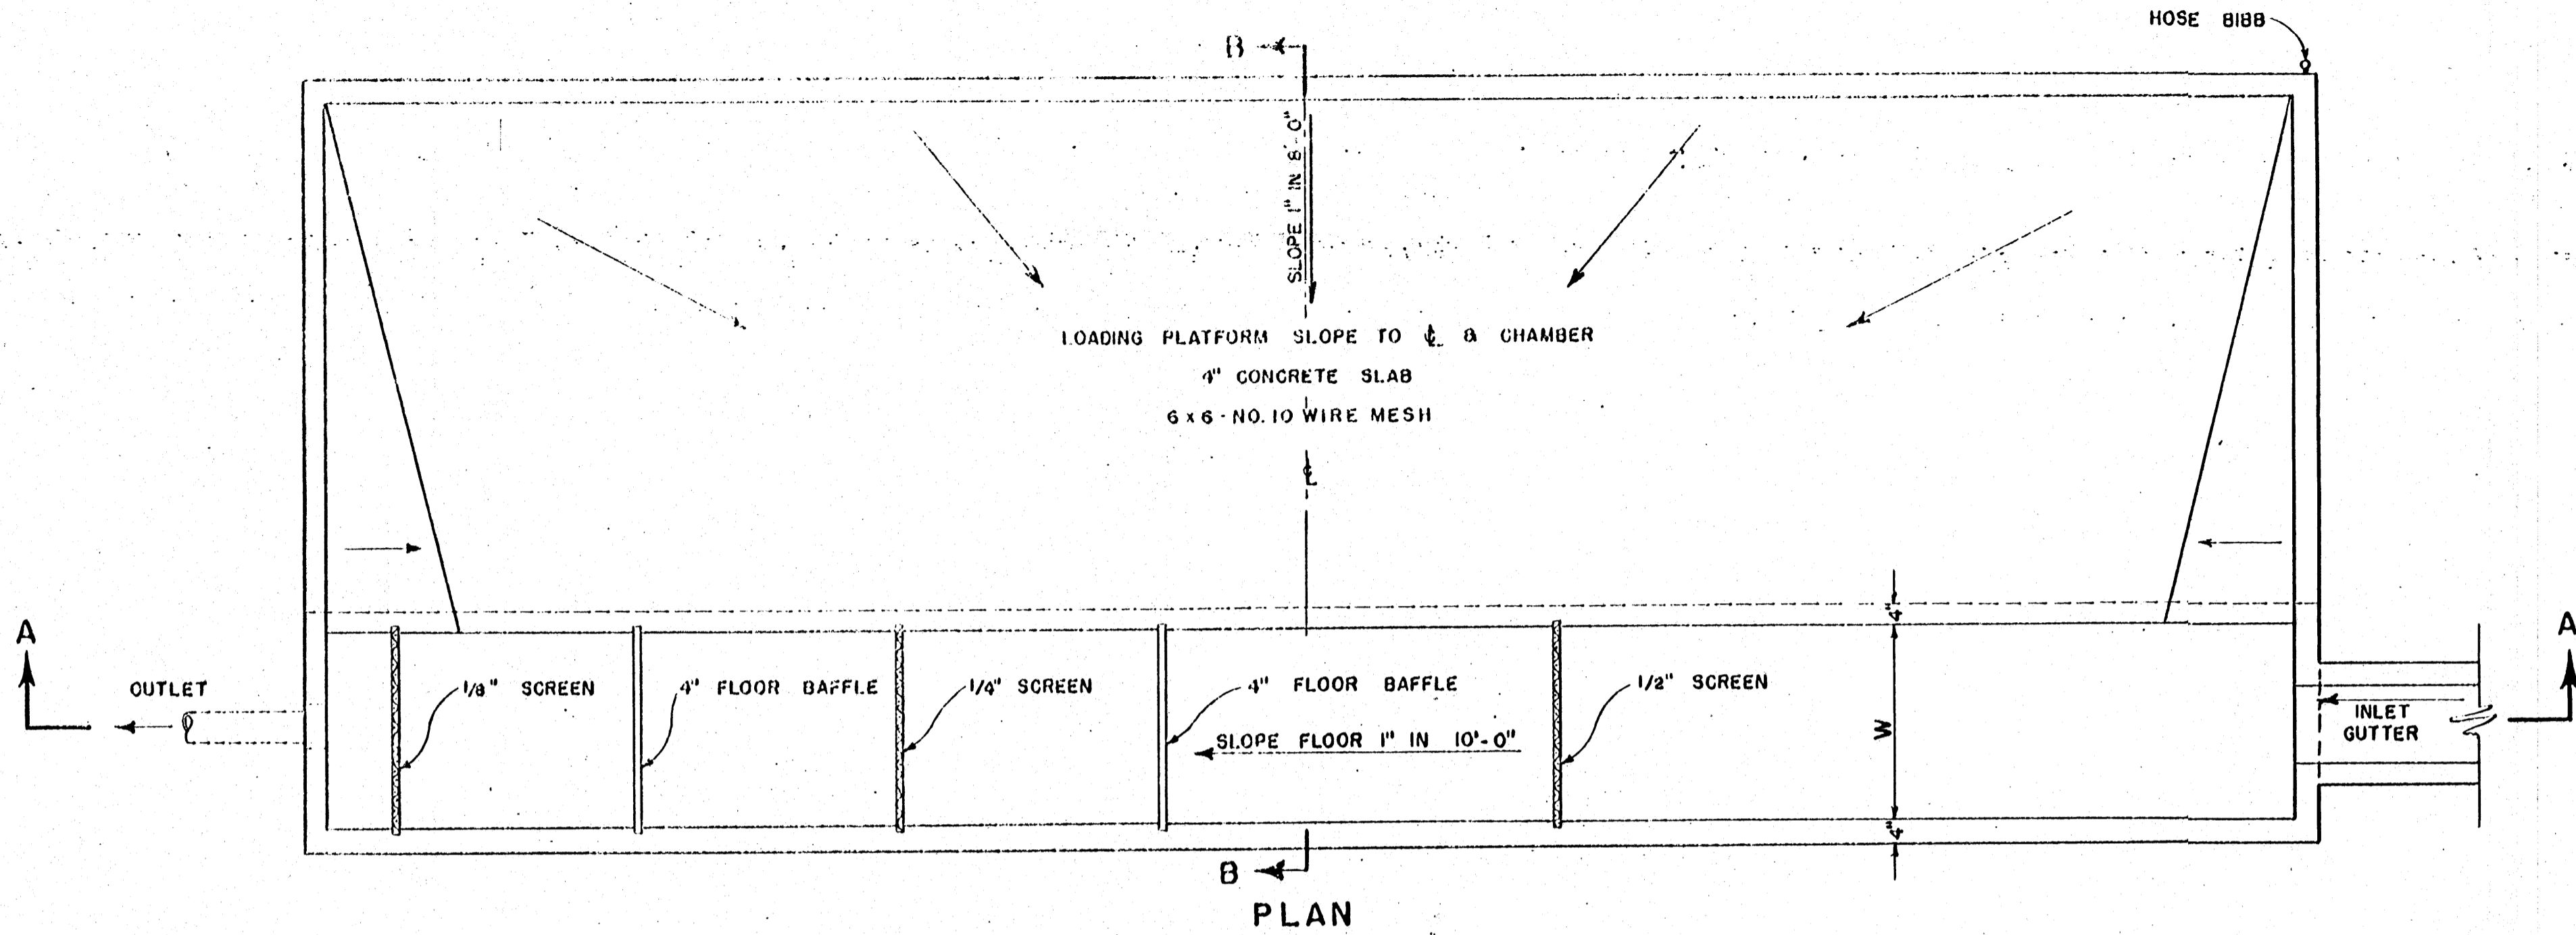 HOSE BIBB
B
SLOPE 1" IN 8'-0"
LOADING PLATFORM SLOPE TO ℄ & CHAMBER
4" CONCRETE SLAB
6 x 6 - NO. 10 WIRE MESH
℄
A
A
4"
OUTLET
1/8" SCREEN
4" FLOOR BAFFLE
1/4" SCREEN
4" FLOOR BAFFLE
1/2" SCREEN
SLOPE FLOOR 1" IN 10'-0"
W
INLET
GUTTER
4"
B
PLAN